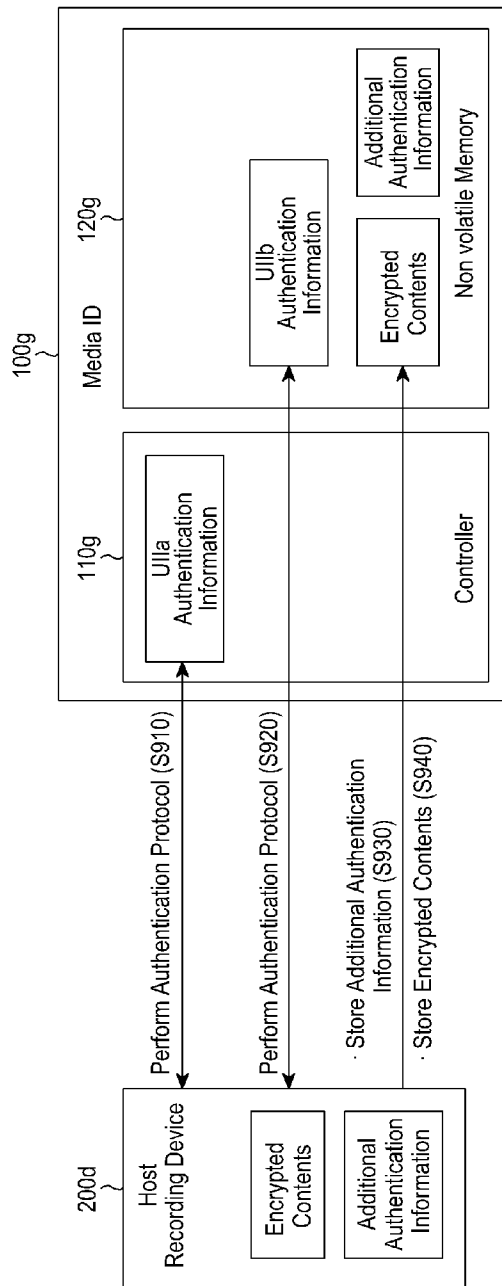 100g
Media ID
110g
120g
UIIa
Authentication
Information
Controller
UIIb
Authentication
Information
Encrypted
Contents
Additional
Authentication
Information
Non volatile Memory
Perform Authentication Protocol (S910)
Perform Authentication Protocol (S920)
· Store Additional Authentication
Information (S930)
· Store Encrypted Contents (S940)
200d
Host
Recording Device
Encrypted
Contents
Additional
Authentication
Information